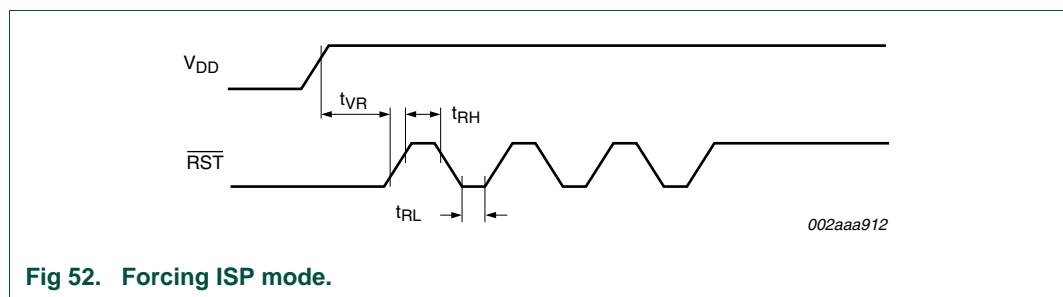 VDD
tVR
tRH
RST
tRL
002aaa912
Fig 52. Forcing ISP mode.